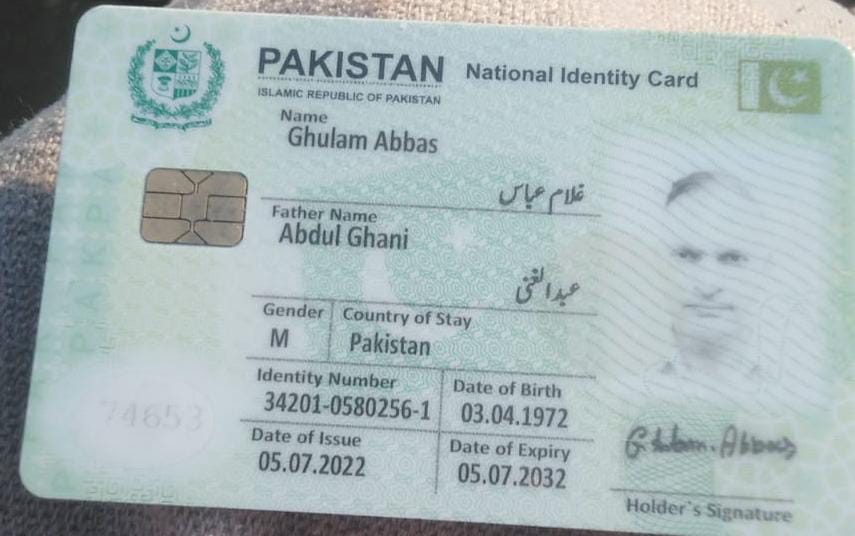 PAKISTAN National Identity Card
ISLAMIC REPUBLIC OF PAKISTAN
Name
Ghulam Abbas
غلام عباس
Father Name
Abdul Ghani
عبدالغنی
Gender Country of Stay
M Pakistan
Identity Number Date of Birth
34201-0580256-1 03.04.1972
Date of Issue Date of Expiry
05.07.2022 05.07.2032
74653
Ghulam.Abbas
Holder`s Signature